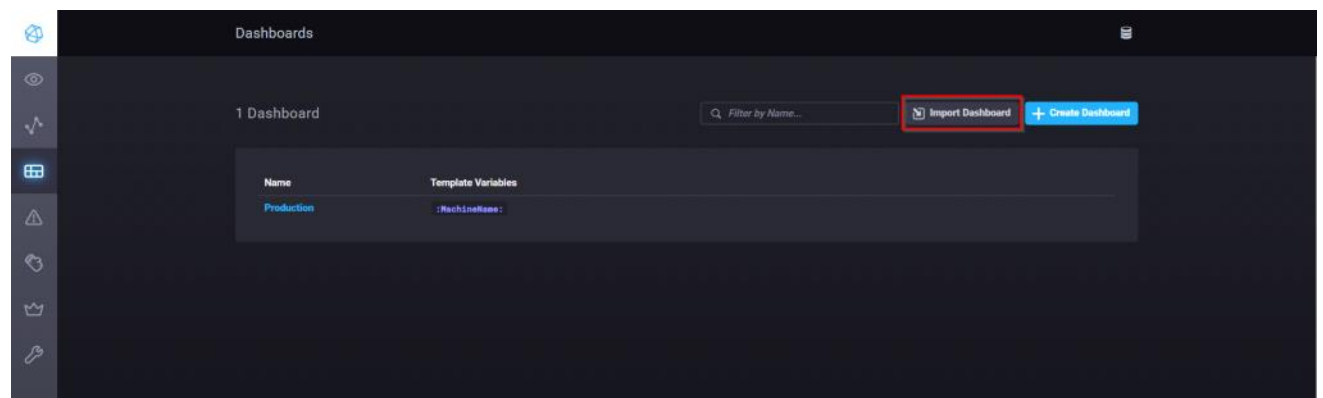 Dashboards
1 Dashboard
Filter by Name...
Import Dashboard
Create Dashboard
Name Template Variables
Production :MachineName: